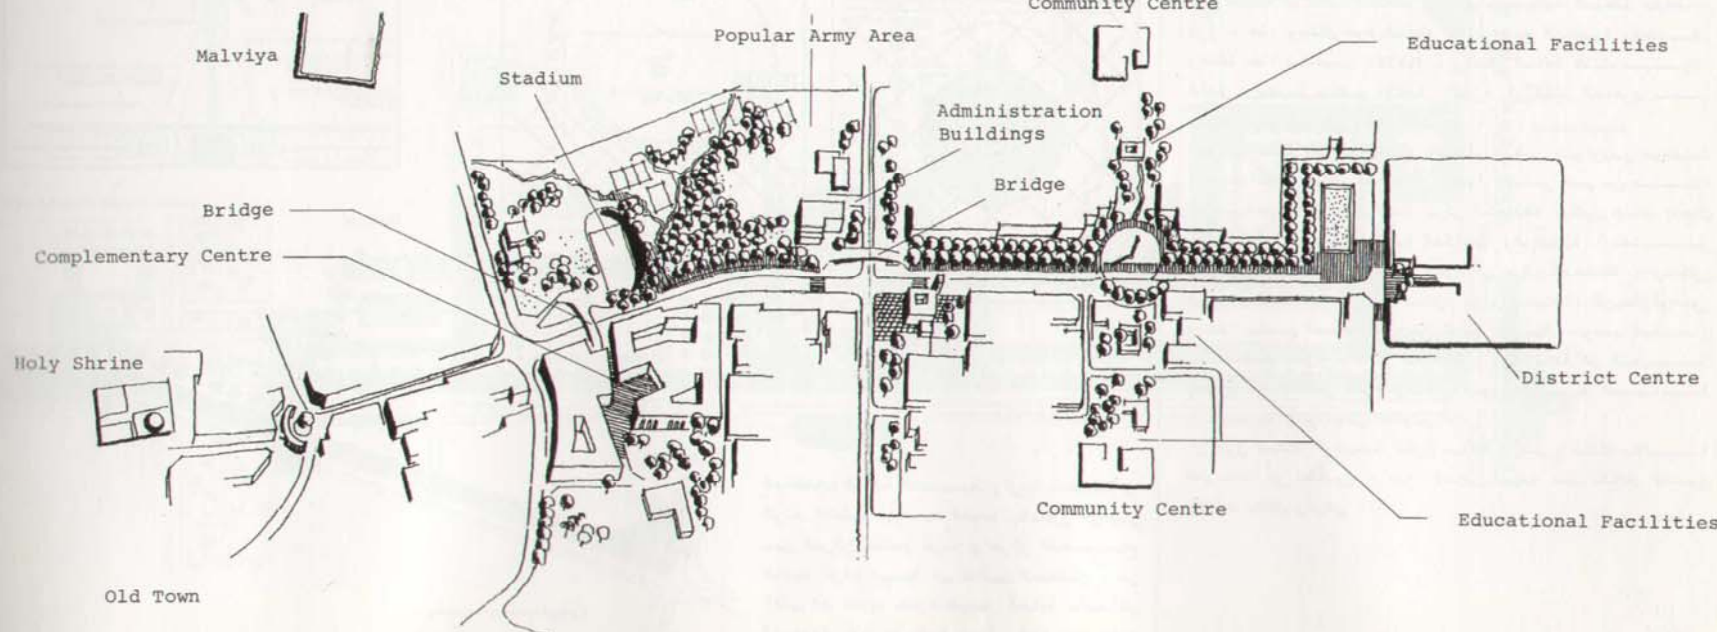 Community Centre
Popular Army Area
Educational Facilities
Malviya
Stadium
Administration
Buildings
Bridge
Bridge
Complementary Centre
Holy Shrine
District Centre
Community Centre
Educational Facilities
Old Town